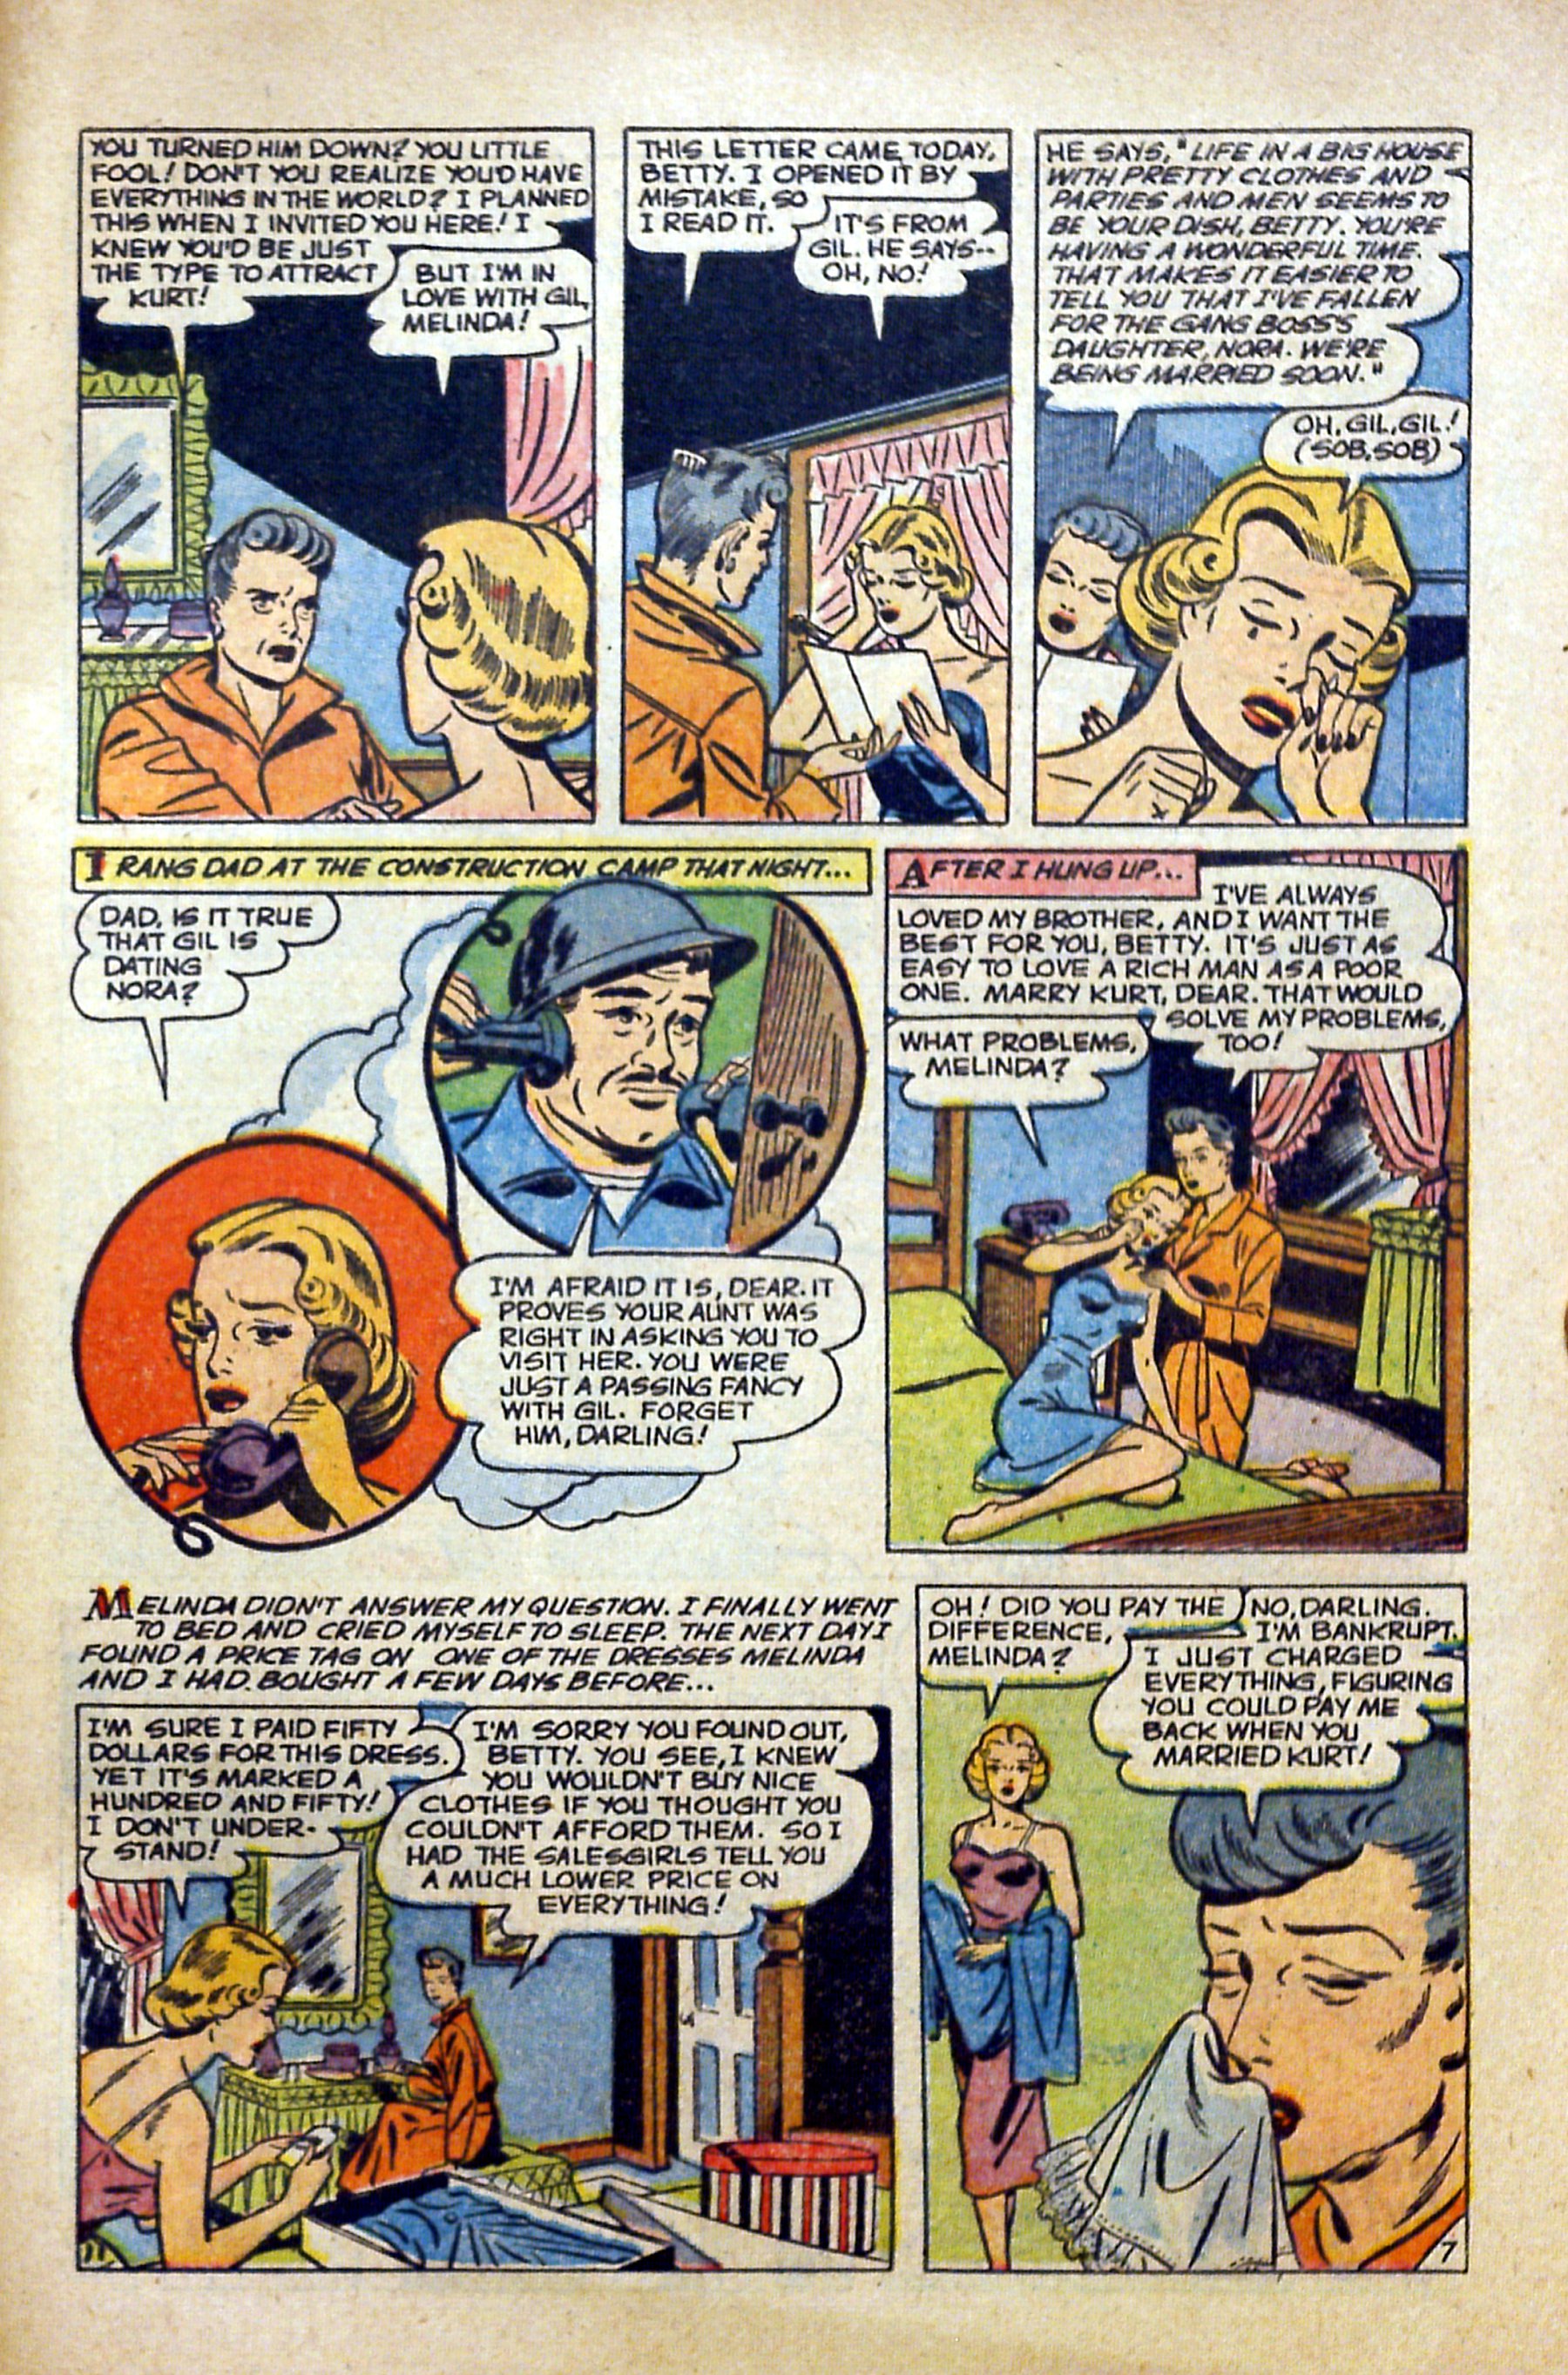 YOU TURNED HIM DOWN? YOU LITTLE
FOOL! DON'T YOU REALIZE YOU'D HAVE
EVERYTHING IN THE WORLD? I PLANNED
THIS WHEN I INVITED YOU HERE! I
KNEW YOU'D BE JUST
THE TYPE TO ATTRACT
KURT!
BUT I'M IN
LOVE WITH GIL,
MELINDA!
THIS LETTER CAME TODAY,
BETTY. I OPENED IT BY
MISTAKE, SO
I READ IT.
IT'S FROM
GIL. HE SAYS--
OH, NO!
HE SAYS, "LIFE IN A BIG HOUSE
WITH PRETTY CLOTHES AND
PARTIES AND MEN SEEMS TO
BE YOUR DISH, BETTY. YOU'RE
HAVING A WONDERFUL TIME.
THAT MAKES IT EASIER TO
TELL YOU THAT I'VE FALLEN
FOR THE GANG BOSS'S
DAUGHTER, NORA. WE'RE
BEING MARRIED SOON."
OH, GIL, GIL!
(SOB, SOB)
I RANG DAD AT THE CONSTRUCTION CAMP THAT NIGHT...
DAD, IS IT TRUE
THAT GIL IS
DATING
NORA?
I'M AFRAID IT IS, DEAR. IT
PROVES YOUR AUNT WAS
RIGHT IN ASKING YOU TO
VISIT HER. YOU WERE
JUST A PASSING FANCY
WITH GIL. FORGET
HIM, DARLING!
AFTER I HUNG UP...
I'VE ALWAYS
LOVED MY BROTHER, AND I WANT THE
BEST FOR YOU, BETTY. IT'S JUST AS
EASY TO LOVE A RICH MAN AS A POOR
ONE. MARRY KURT, DEAR. THAT WOULD
SOLVE MY PROBLEMS,
TOO!
WHAT PROBLEMS,
MELINDA?
MELINDA DIDN'T ANSWER MY QUESTION. I FINALLY WENT
TO BED AND CRIED MYSELF TO SLEEP. THE NEXT DAY I
FOUND A PRICE TAG ON ONE OF THE DRESSES MELINDA
AND I HAD BOUGHT A FEW DAYS BEFORE...
I'M SURE I PAID FIFTY
DOLLARS FOR THIS DRESS.
YET IT'S MARKED A
HUNDRED AND FIFTY!
I DON'T UNDER-
STAND!
I'M SORRY YOU FOUND OUT,
BETTY. YOU SEE, I KNEW
YOU WOULDN'T BUY NICE
CLOTHES IF YOU THOUGHT YOU
COULDN'T AFFORD THEM. SO I
HAD THE SALESGIRLS TELL YOU
A MUCH LOWER PRICE ON
EVERYTHING!
OH! DID YOU PAY THE
DIFFERENCE,
MELINDA?
NO, DARLING.
I'M BANKRUPT.
I JUST CHARGED
EVERYTHING, FIGURING
YOU COULD PAY ME
BACK WHEN YOU
MARRIED KURT!
7